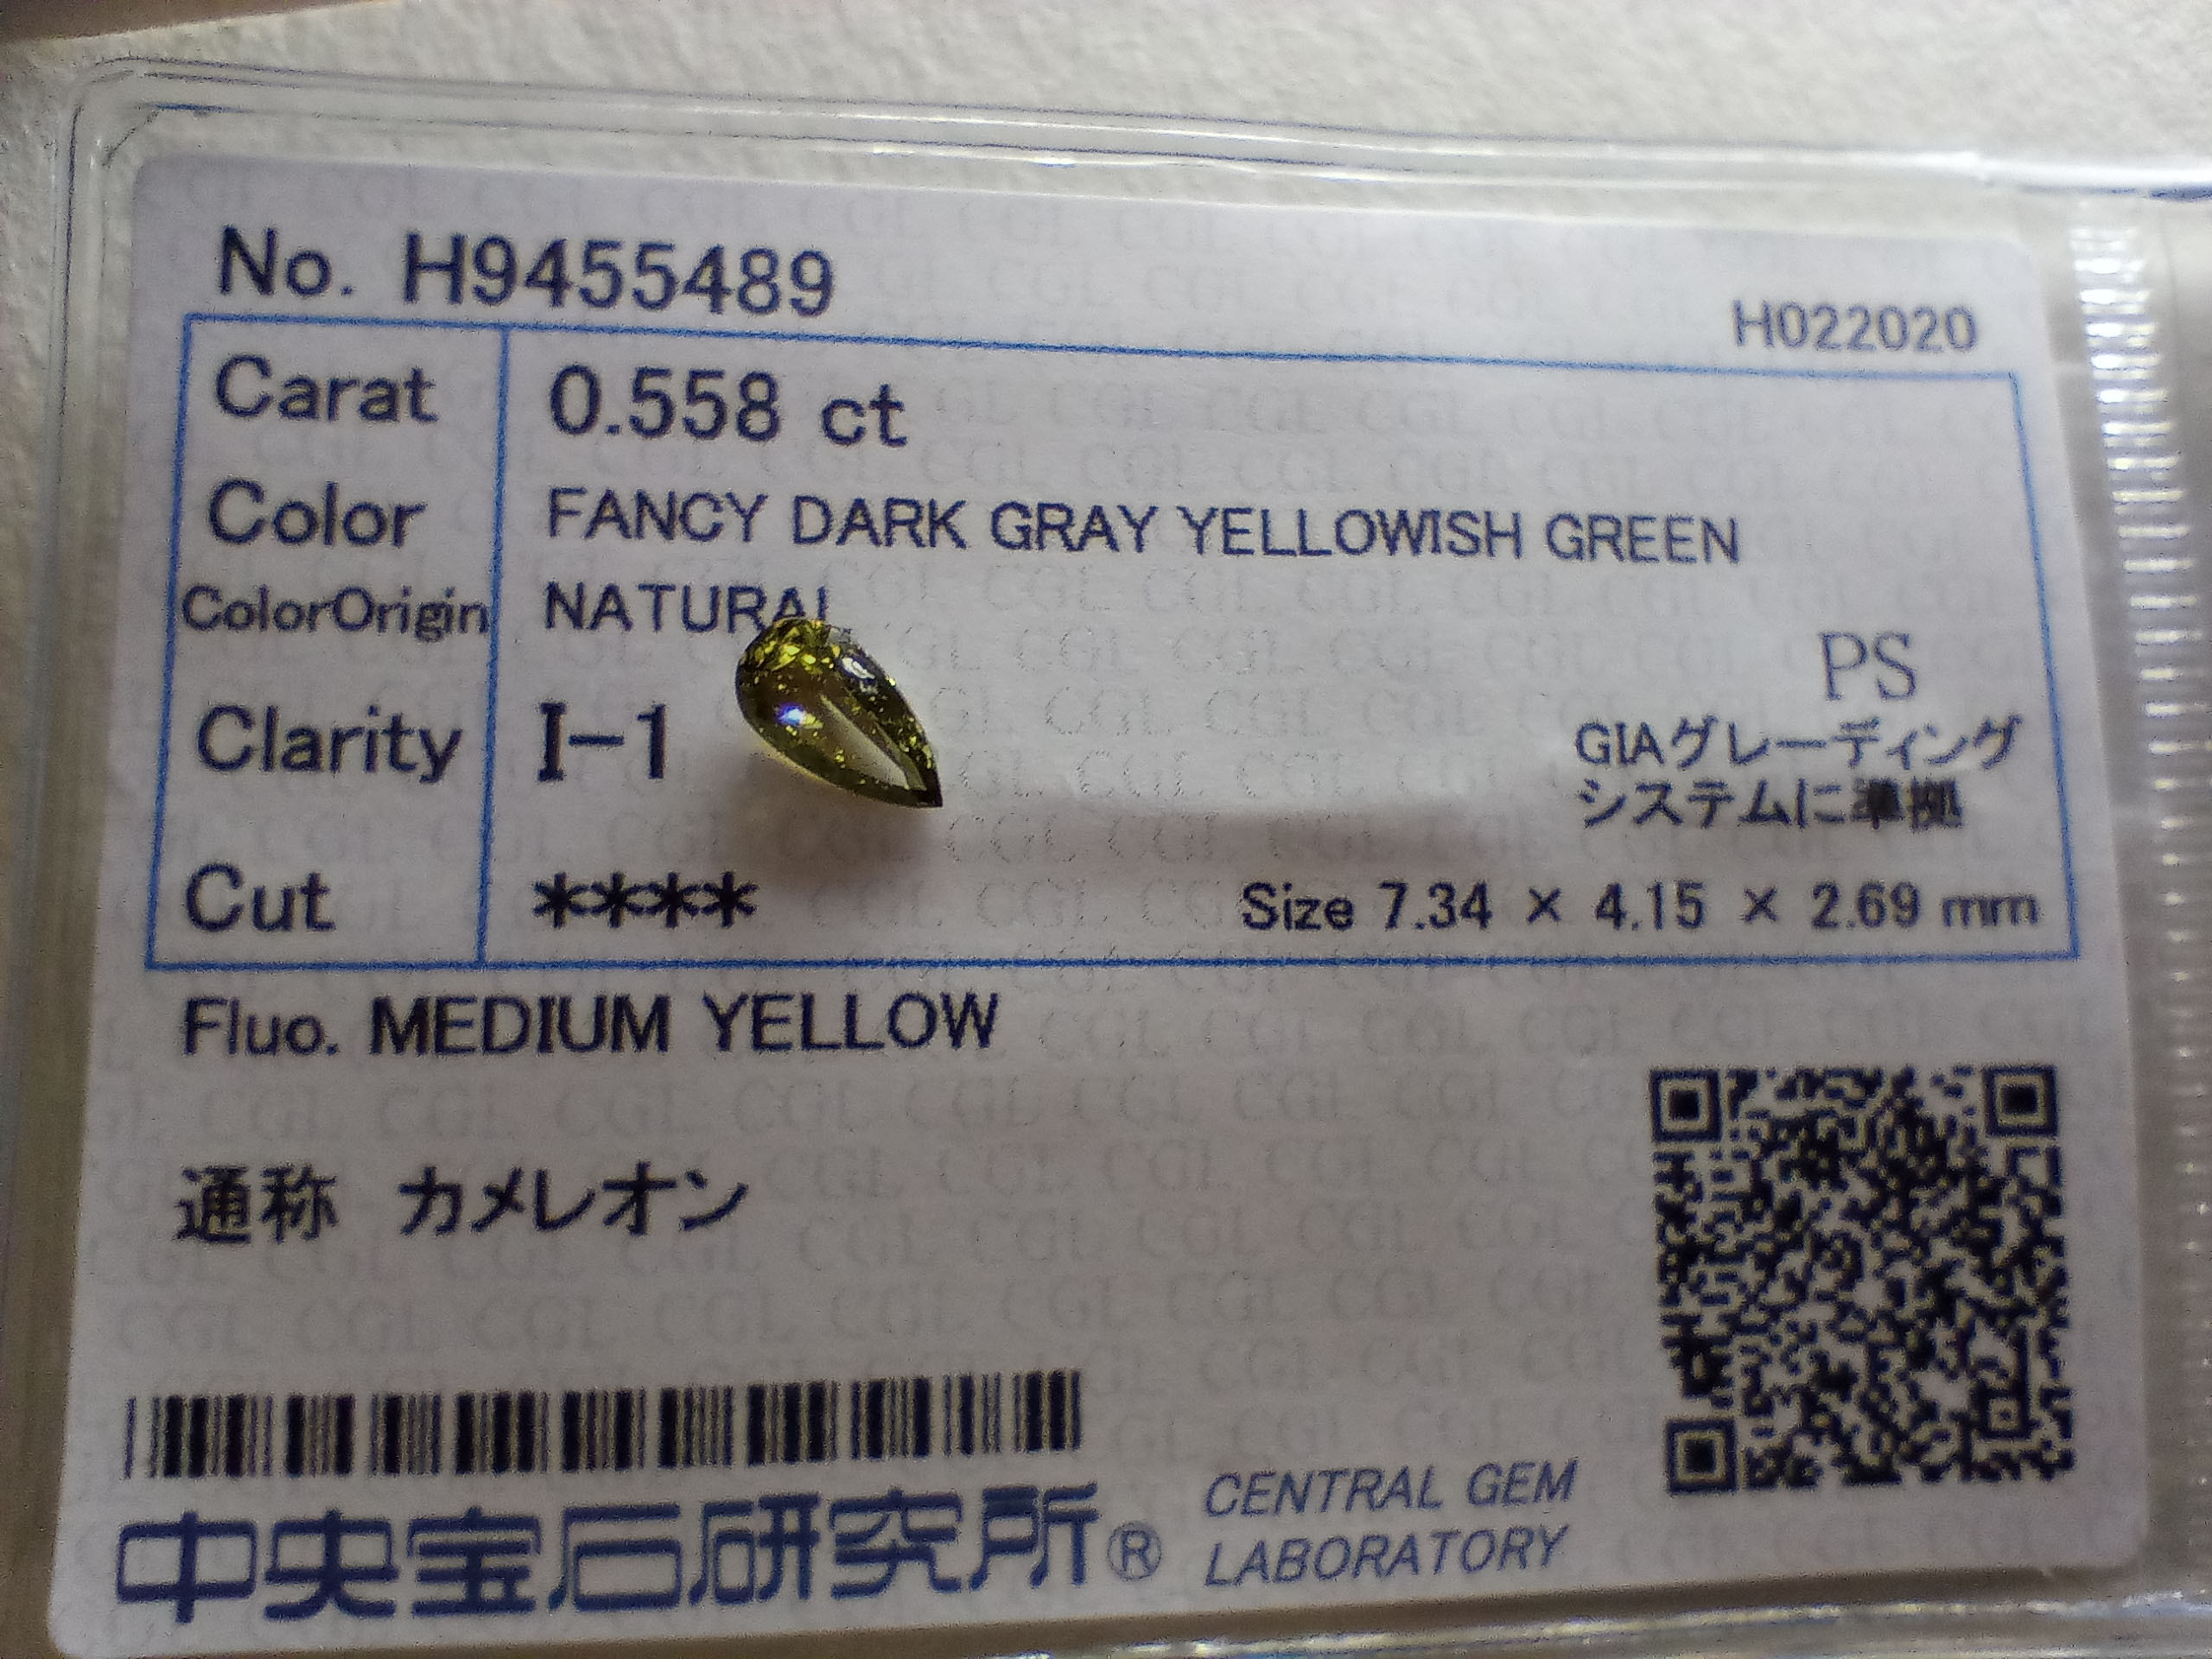 No. H9455489
H022020
Carat 0.558 ct
Color FANCY DARK GRAY YELLOWISH GREEN
ColorOrigin NATURAL
PS
Clarity I-1
GIAグレーディング
システムに準拠
Cut ****
Size 7.34 × 4.15 × 2.69 mm
Fluo. MEDIUM YELLOW
通称 カメレオン
中央宝石研究所®
CENTRAL GEM
LABORATORY